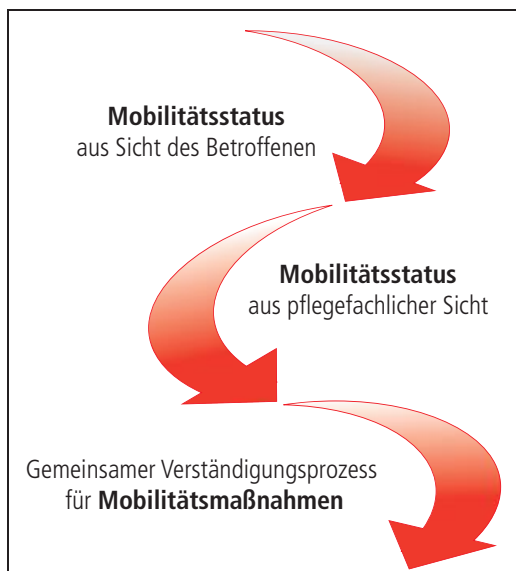 Mobilitätsstatus
aus Sicht des Betroffenen
Mobilitätsstatus
aus pflegefachlicher Sicht
Gemeinsamer Verständigungsprozess
für Mobilitätsmaßnahmen